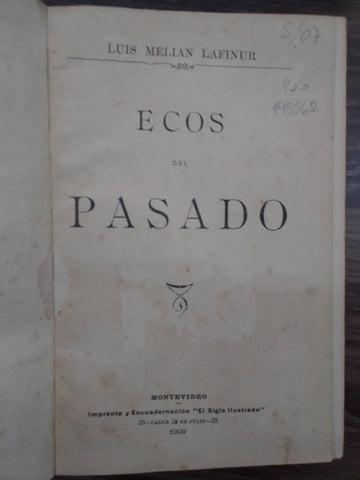 LUIS MELIAN LAFINUR
5/07
145562
ECOS
DEL
PASADO
MONTEVIDEO
Imprenta y Encuadernación "El Siglo Ilustrado"
23—CALLE 18 DE JULIO—23
1909